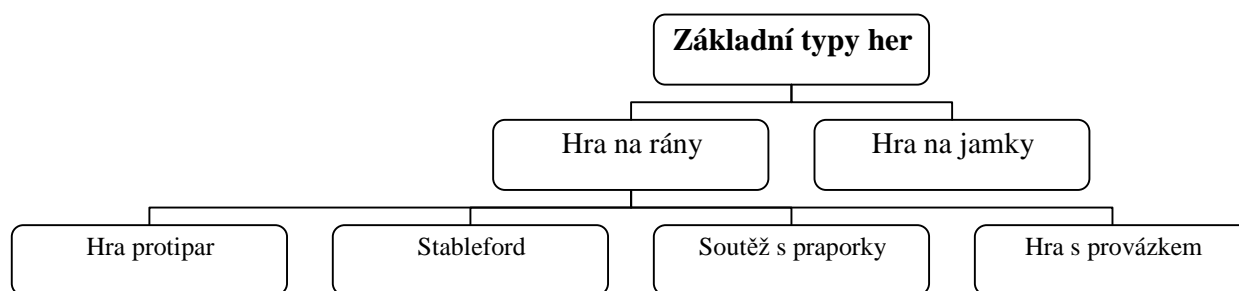 Základní typy her
Hra na rány
Hra na jamky
Hra protipar
Stableford
Soutěž s praporky
Hra s provázkem